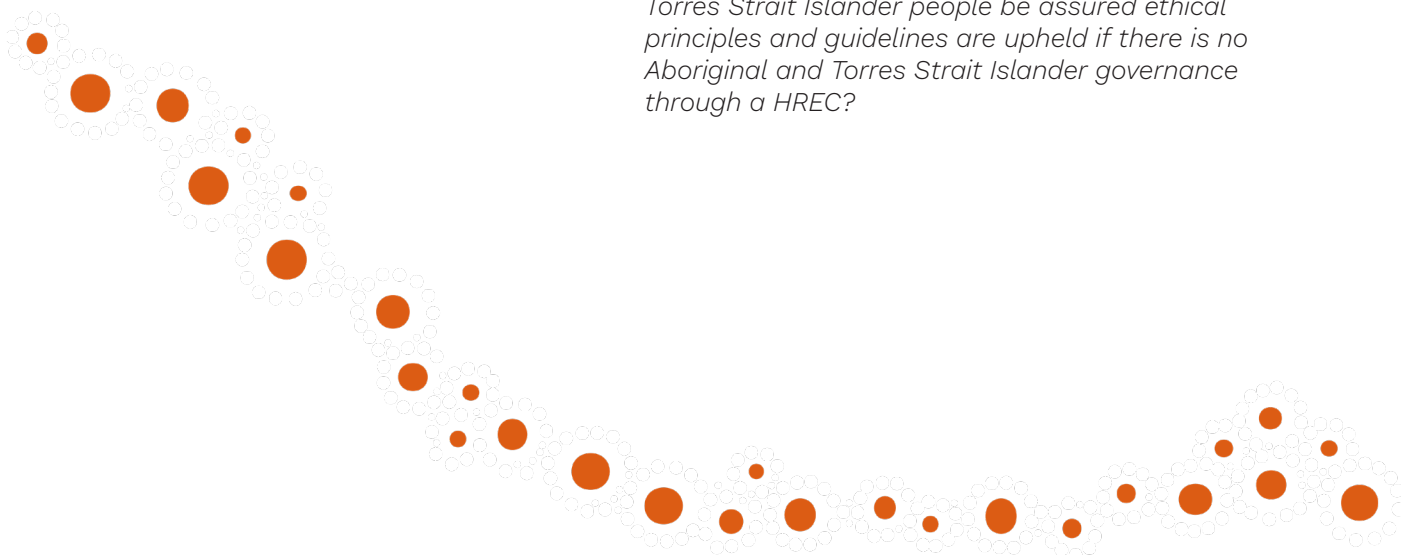 Torres Strait Islander people be assured ethical
principles and guidelines are upheld if there is no
Aboriginal and Torres Strait Islander governance
through a HREC?